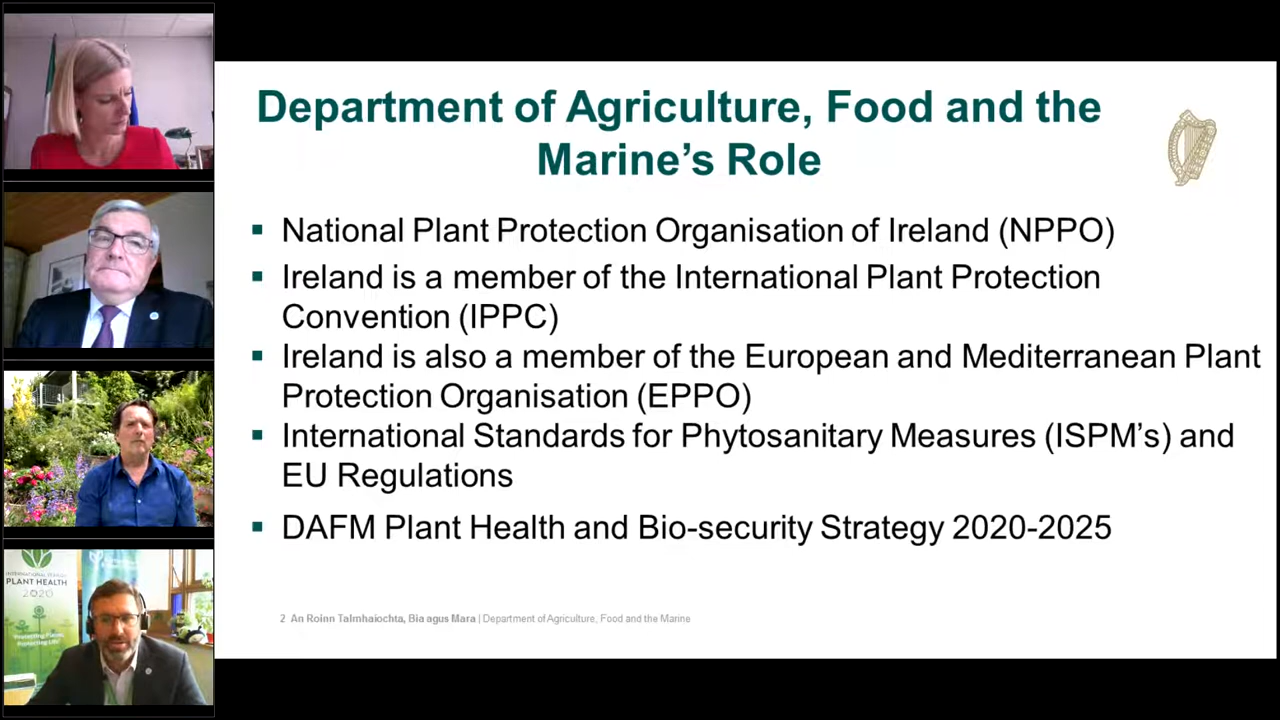 Department of Agriculture, Food and the
Marine's Role
National Plant Protection Organisation of Ireland (NPPO)
Ireland is a member of the International Plant Protection
Convention (IPPC)
Ireland is also a member of the European and Mediterranean Plant
Protection Organisation (EPPO)
International Standards for Phytosanitary Measures (ISPM's) and
EU Regulations
DAFM Plant Health and Bio-security Strategy 2020-2025
2 An Roinn Talmhaíochta, Bia agus Mara | Department of Agriculture, Food and the Marine
PLANT HEALTH
2020